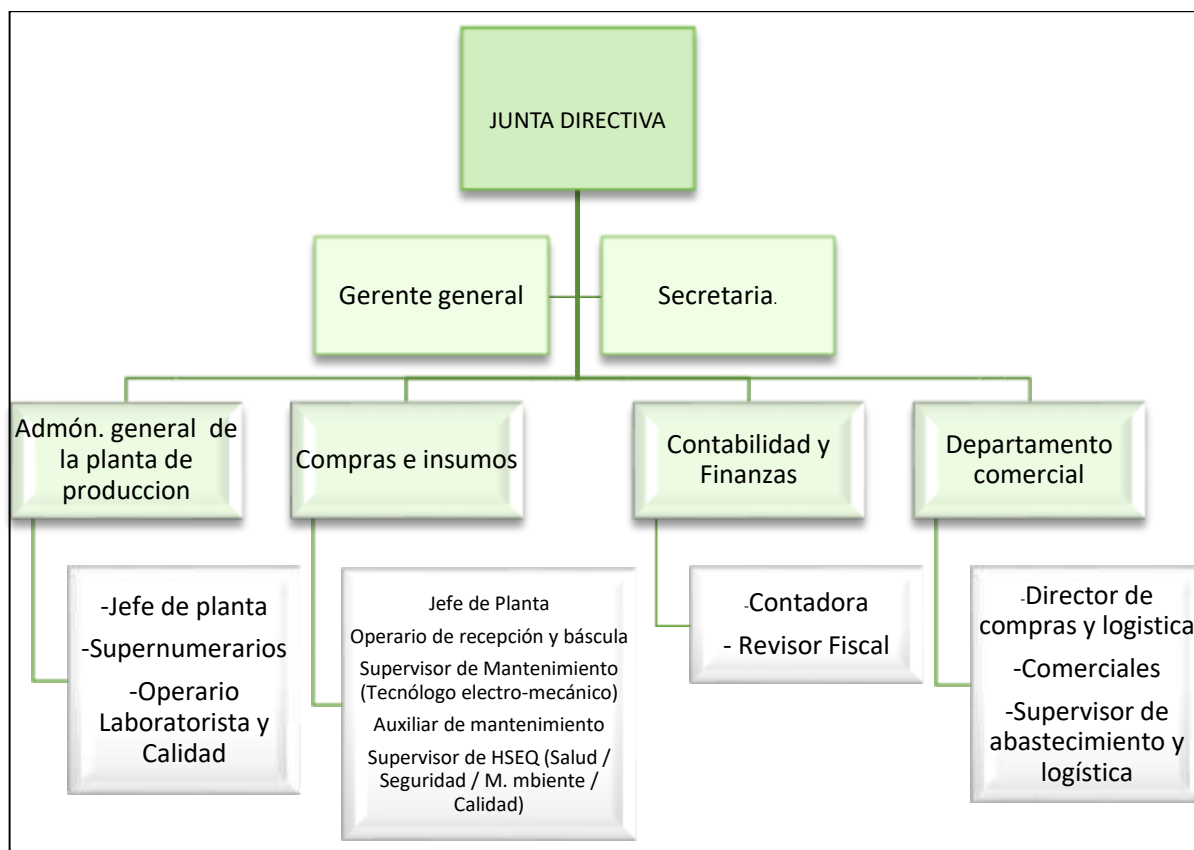 JUNTA DIRECTIVA
Gerente general
Secretaria.
Admón. general de
la planta de
produccion
Compras e insumos
Contabilidad y
Finanzas
Departamento
comercial
-Jefe de planta
-Supernumerarios
-Operario
Laboratorista y
Calidad
Jefe de Planta
Operario de recepción y báscula
Supervisor de Mantenimiento
(Tecnólogo electro-mecánico)
Auxiliar de mantenimiento
Supervisor de HSEQ (Salud /
Seguridad / M. mbiente /
Calidad)
-Contadora
- Revisor Fiscal
-Director de
compras y logistica
-Comerciales
-Supervisor de
abastecimiento y
logística